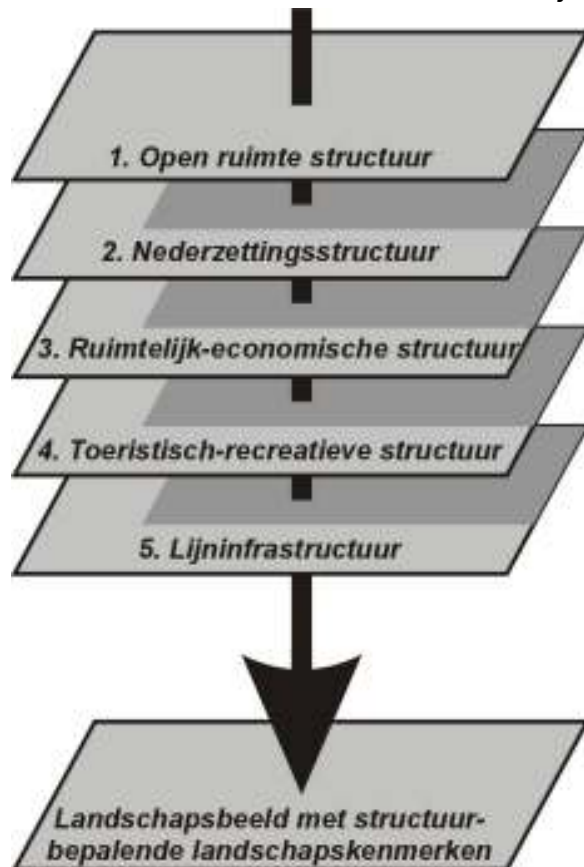 1. Open ruimte structuur
2. Nederzettingsstructuur
3. Ruimtelijk-economische structuur
4. Toeristisch-recreatieve structuur
5. Lijninfrastructuur
Landschapsbeeld met structuur-
bepalende landschapskenmerken